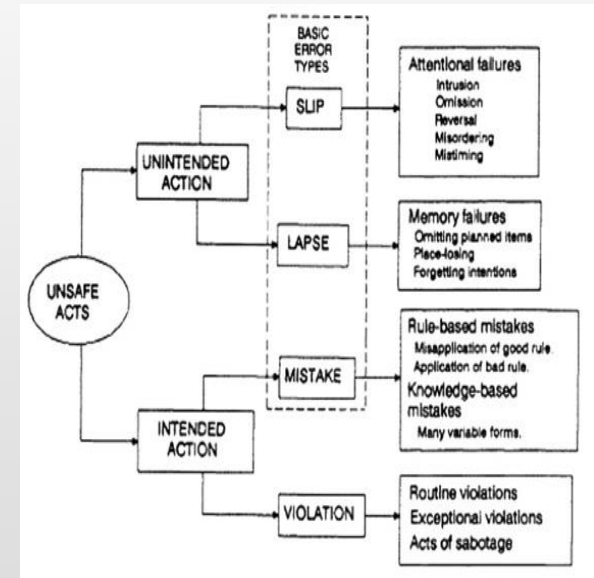 BASIC
ERROR
TYPES
SLIP
Attentional failures
Intrusion
Omission
Reversal
Misordering
Mistiming
UNINTENDED
ACTION
LAPSE
Memory failures
Omitting planned items
Place-losing
Forgetting intentions
UNSAFE
ACTS
MISTAKE
Rule-based mistakes
Misapplication of good rule.
Application of bad rule.
Knowledge-based
mistakes
Many variable forms.
INTENDED
ACTION
VIOLATION
Routine violations
Exceptional violations
Acts of sabotage